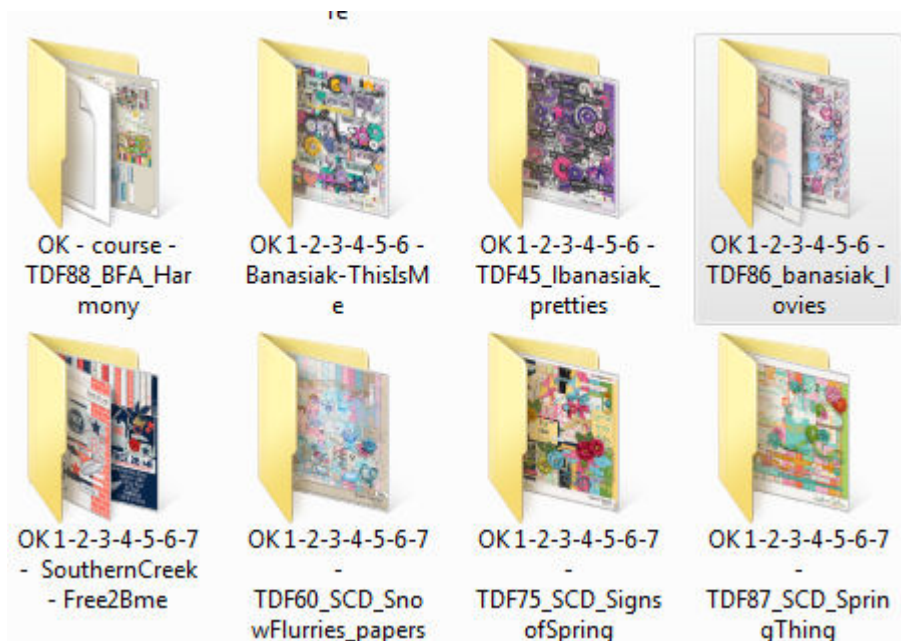 re
OK - course -
TDF88_BFA_Har
mony
OK 1-2-3-4-5-6 -
Banasiak-ThisIsM
e
OK 1-2-3-4-5-6 -
TDF45_lbanasiak_
pretties
OK 1-2-3-4-5-6 -
TDF86_banasiak_l
ovies
OK 1-2-3-4-5-6-7
- SouthernCreek
- Free2Bme
OK 1-2-3-4-5-6-7
-
TDF60_SCD_Sno
wFlurries_papers
OK 1-2-3-4-5-6-7
-
TDF75_SCD_Signs
ofSpring
OK 1-2-3-4-5-6-7
-
TDF87_SCD_Sprin
gThing